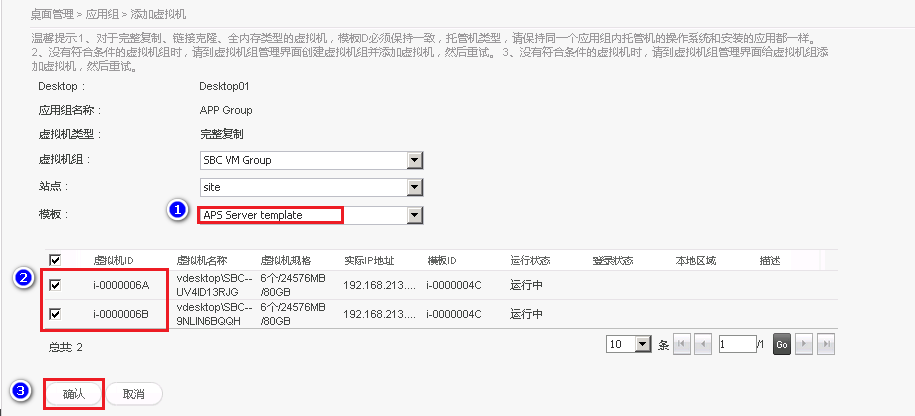 桌面管理 > 应用组 > 添加虚拟机
温馨提示:1、对于完整复制、链接克隆、全内存类型的虚拟机，模板ID必须保持一致，托管机类型，请保持同一个应用组内托管机的操作系统和安装的应用都一样。
2、没有符合条件的虚拟机组时，请到虚拟机组管理界面创建虚拟机组并添加虚拟机，然后重试。 3、没有符合条件的虚拟机时，请到虚拟机组管理界面给虚拟机组添
加虚拟机，然后重试。
Desktop : Desktop01
应用组名称 : APP Group
虚拟机类型 : 完整复制
虚拟机组 : SBC VM Group
站点 : site
模板 : 1 APS Server template
虚拟机ID 虚拟机名称 虚拟机规格 实际IP地址 模板ID 运行状态 登录状态 本地区域 描述
2
i-0000006A vdesktop\SBC--UV4ID13RJG 6个/24576MB/80GB 192.168.213.... i-0000004C 运行中
i-0000006B vdesktop\SBC--9NLIN6BQQH 6个/24576MB/80GB 192.168.213.... i-0000004C 运行中
总共: 2 10 条 1 /1 Go
3 确认 取消